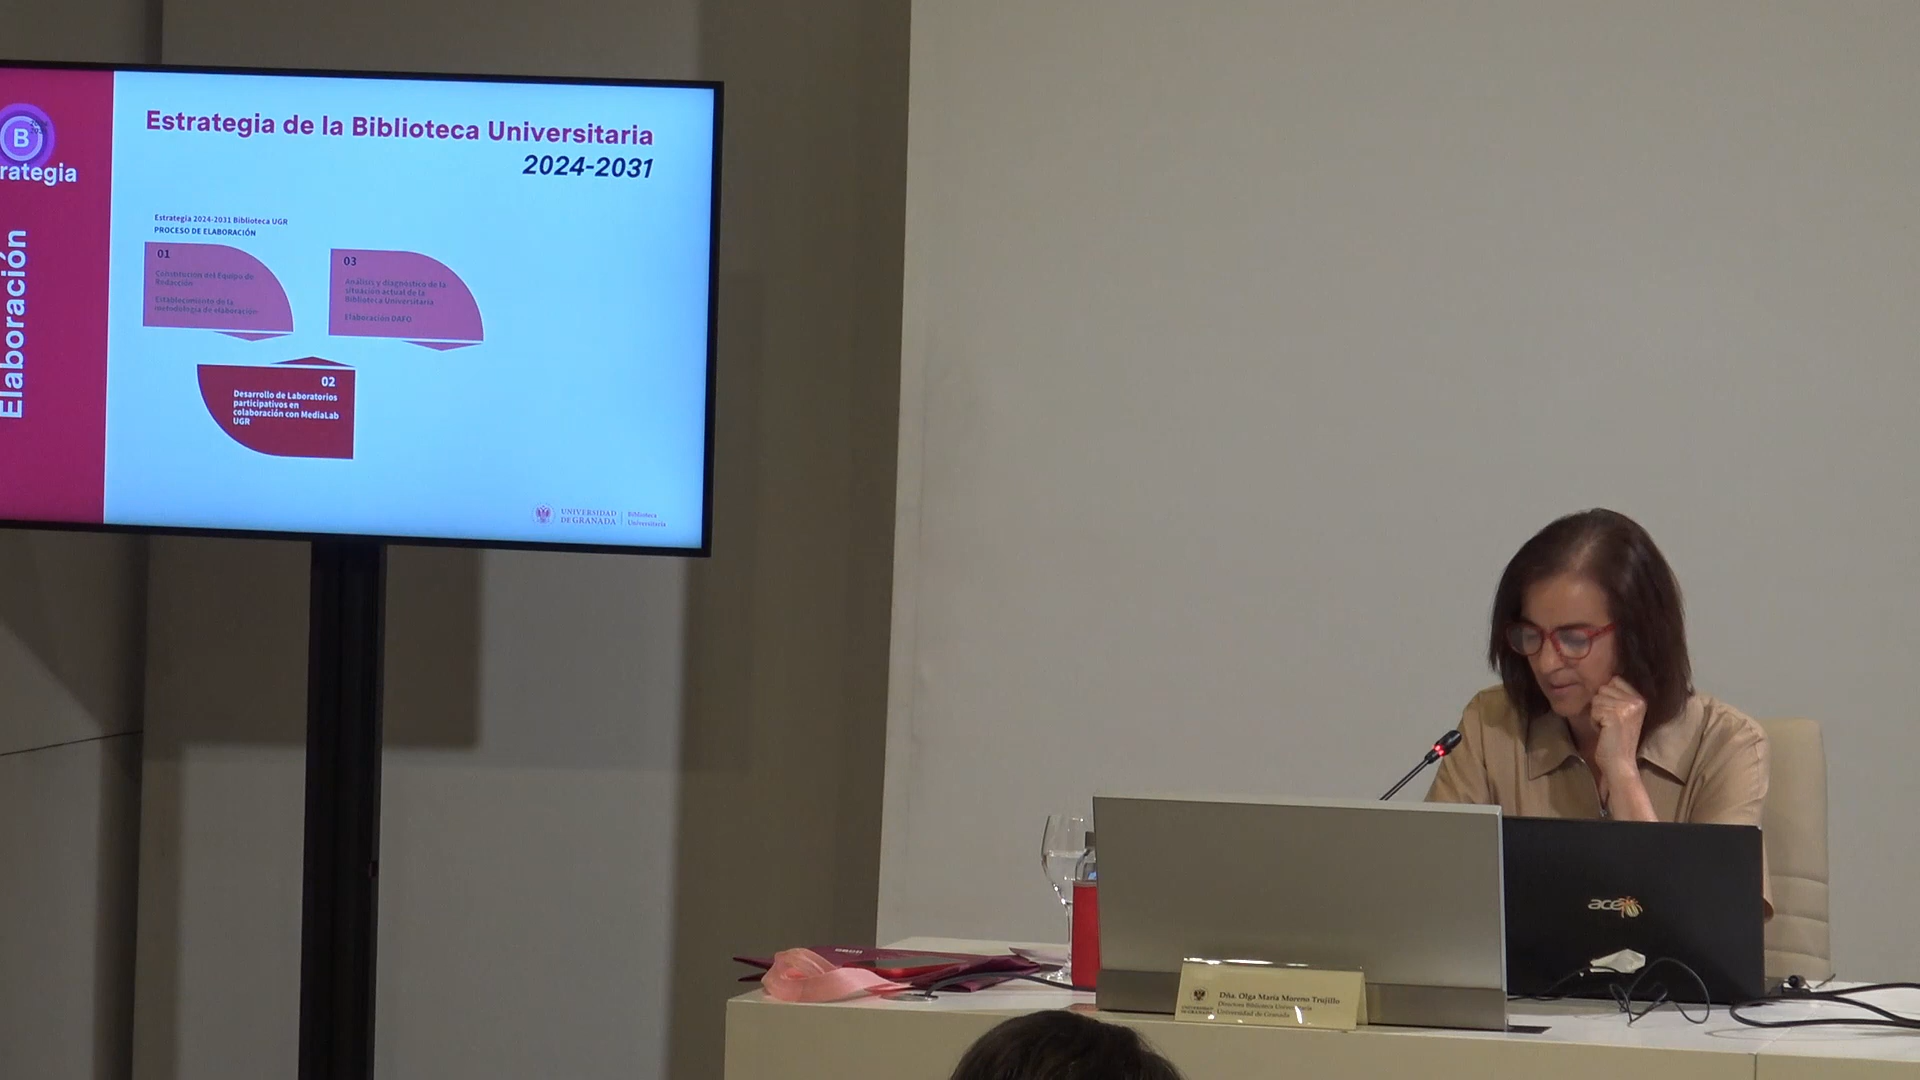 B
rategia
Elaboración
Estrategia de la Biblioteca Universitaria
2024-2031
Estrategia 2024-2031 Biblioteca UGR
PROCESO DE ELABORACIÓN
01
Constitución del Equipo de
Redacción
Establecimiento de la
metodología de elaboración
03
Análisis y diagnóstico de la
situación actual de la
Biblioteca Universitaria
Elaboración DAFO
02
Desarrollo de Laboratorios
participativos en
colaboración con MediaLab
UGR
UNIVERSIDAD
DE GRANADA
Biblioteca
Universitaria
acer
Dña. Olga María Moreno Trujillo
Directora Biblioteca Universitaria
Universidad de Granada